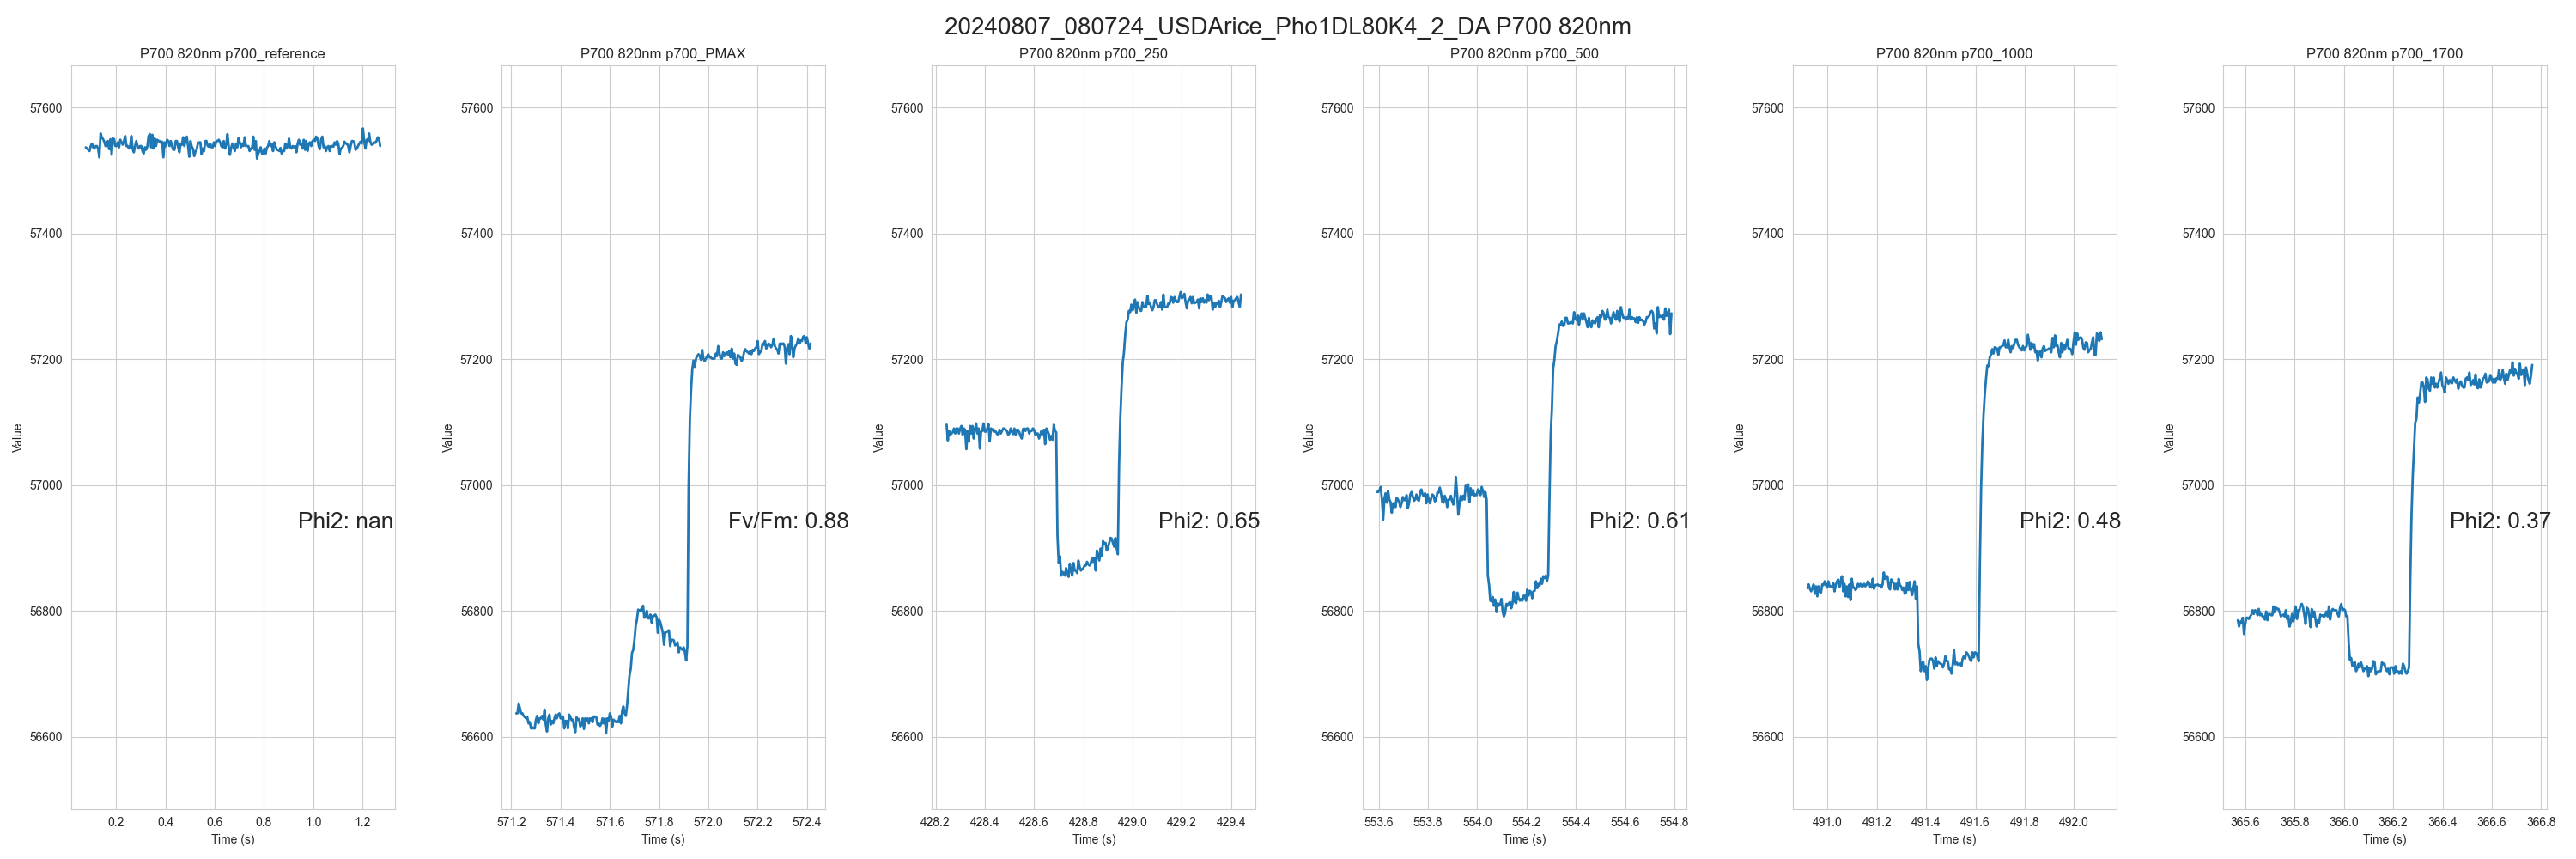 20240807_080724_USDArice_Pho1DL80K4_2_DA P700 820nm
P700 820nm p700_reference
57600
57400
57200
57000
56800
56600
Value
Phi2: nan
0.2 0.4 0.6 0.8 1.0 1.2
Time (s)
P700 820nm p700_PMAX
57600
57400
57200
57000
56800
56600
Value
Fv/Fm: 0.88
571.2 571.4 571.6 571.8 572.0 572.2 572.4
Time (s)
P700 820nm p700_250
57600
57400
57200
57000
56800
56600
Value
Phi2: 0.65
428.2 428.4 428.6 428.8 429.0 429.2 429.4
Time (s)
P700 820nm p700_500
57600
57400
57200
57000
56800
56600
Value
Phi2: 0.61
553.6 553.8 554.0 554.2 554.4 554.6 554.8
Time (s)
P700 820nm p700_1000
57600
57400
57200
57000
56800
56600
Value
Phi2: 0.48
491.0 491.2 491.4 491.6 491.8 492.0
Time (s)
P700 820nm p700_1700
57600
57400
57200
57000
56800
56600
Value
Phi2: 0.37
365.6 365.8 366.0 366.2 366.4 366.6 366.8
Time (s)